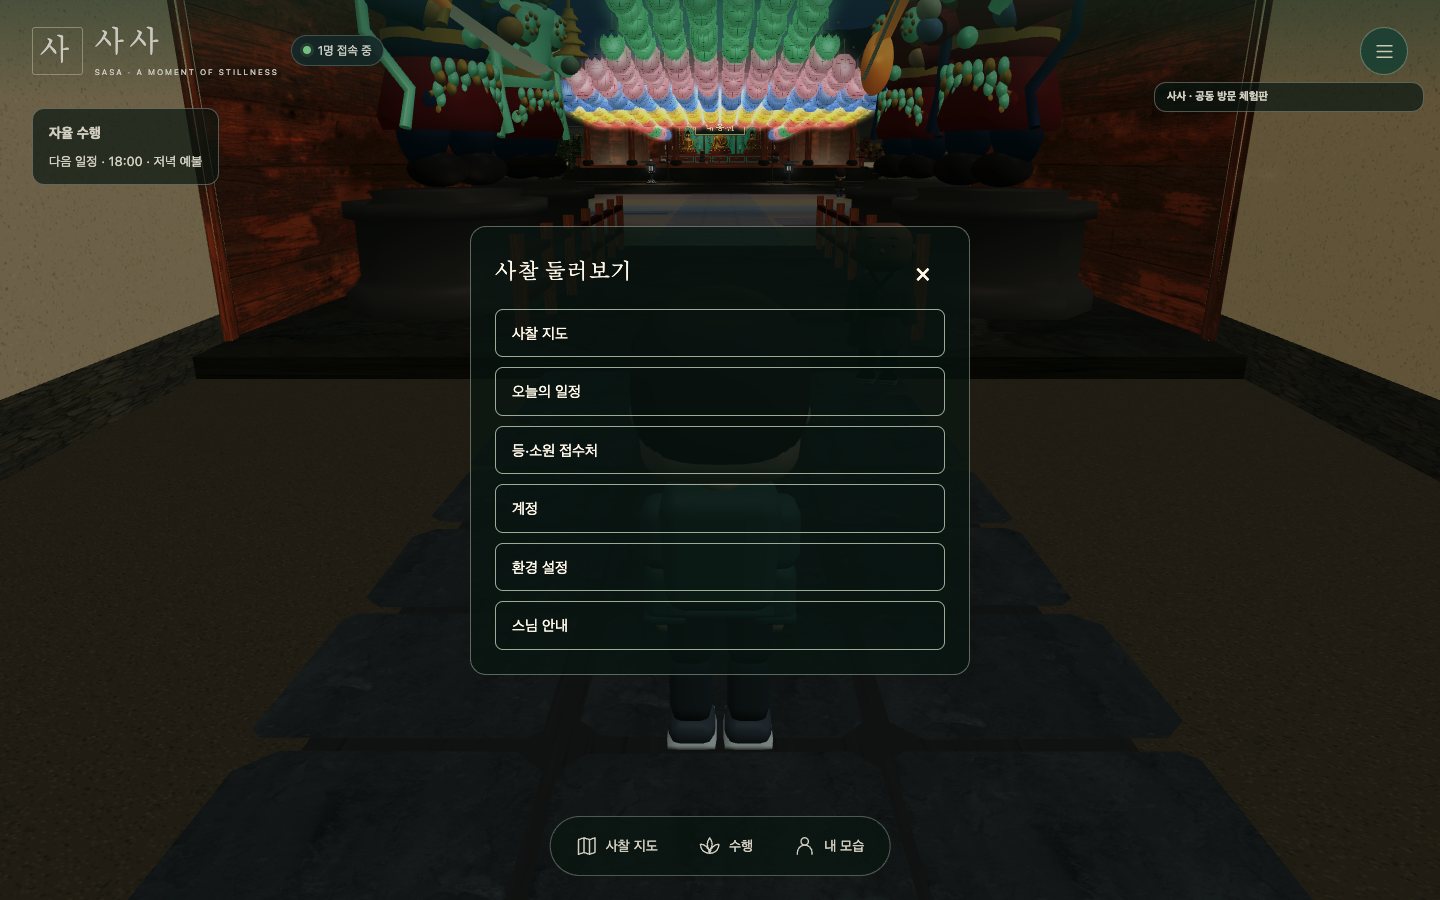 사
사사
SASA · A MOMENT OF STILLNESS
1명 접속 중
사사 · 공동 방문 체험판
자율 수행
다음 일정 · 18:00 · 저녁 예불
사찰 둘러보기
사찰 지도
오늘의 일정
등·소원 접수처
계정
환경 설정
스님 안내
사찰 지도
수행
내 모습